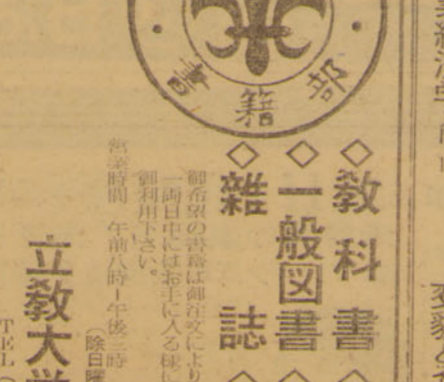 書籍部
◇教科書◇
◇一般図書◇
◇雑誌◇
御希望の書籍は御注文により
一両日中にはお手に入る様に
御利用下さい。
営業時間 午前八時ー午後三時
(除日曜
立教大学
TEL